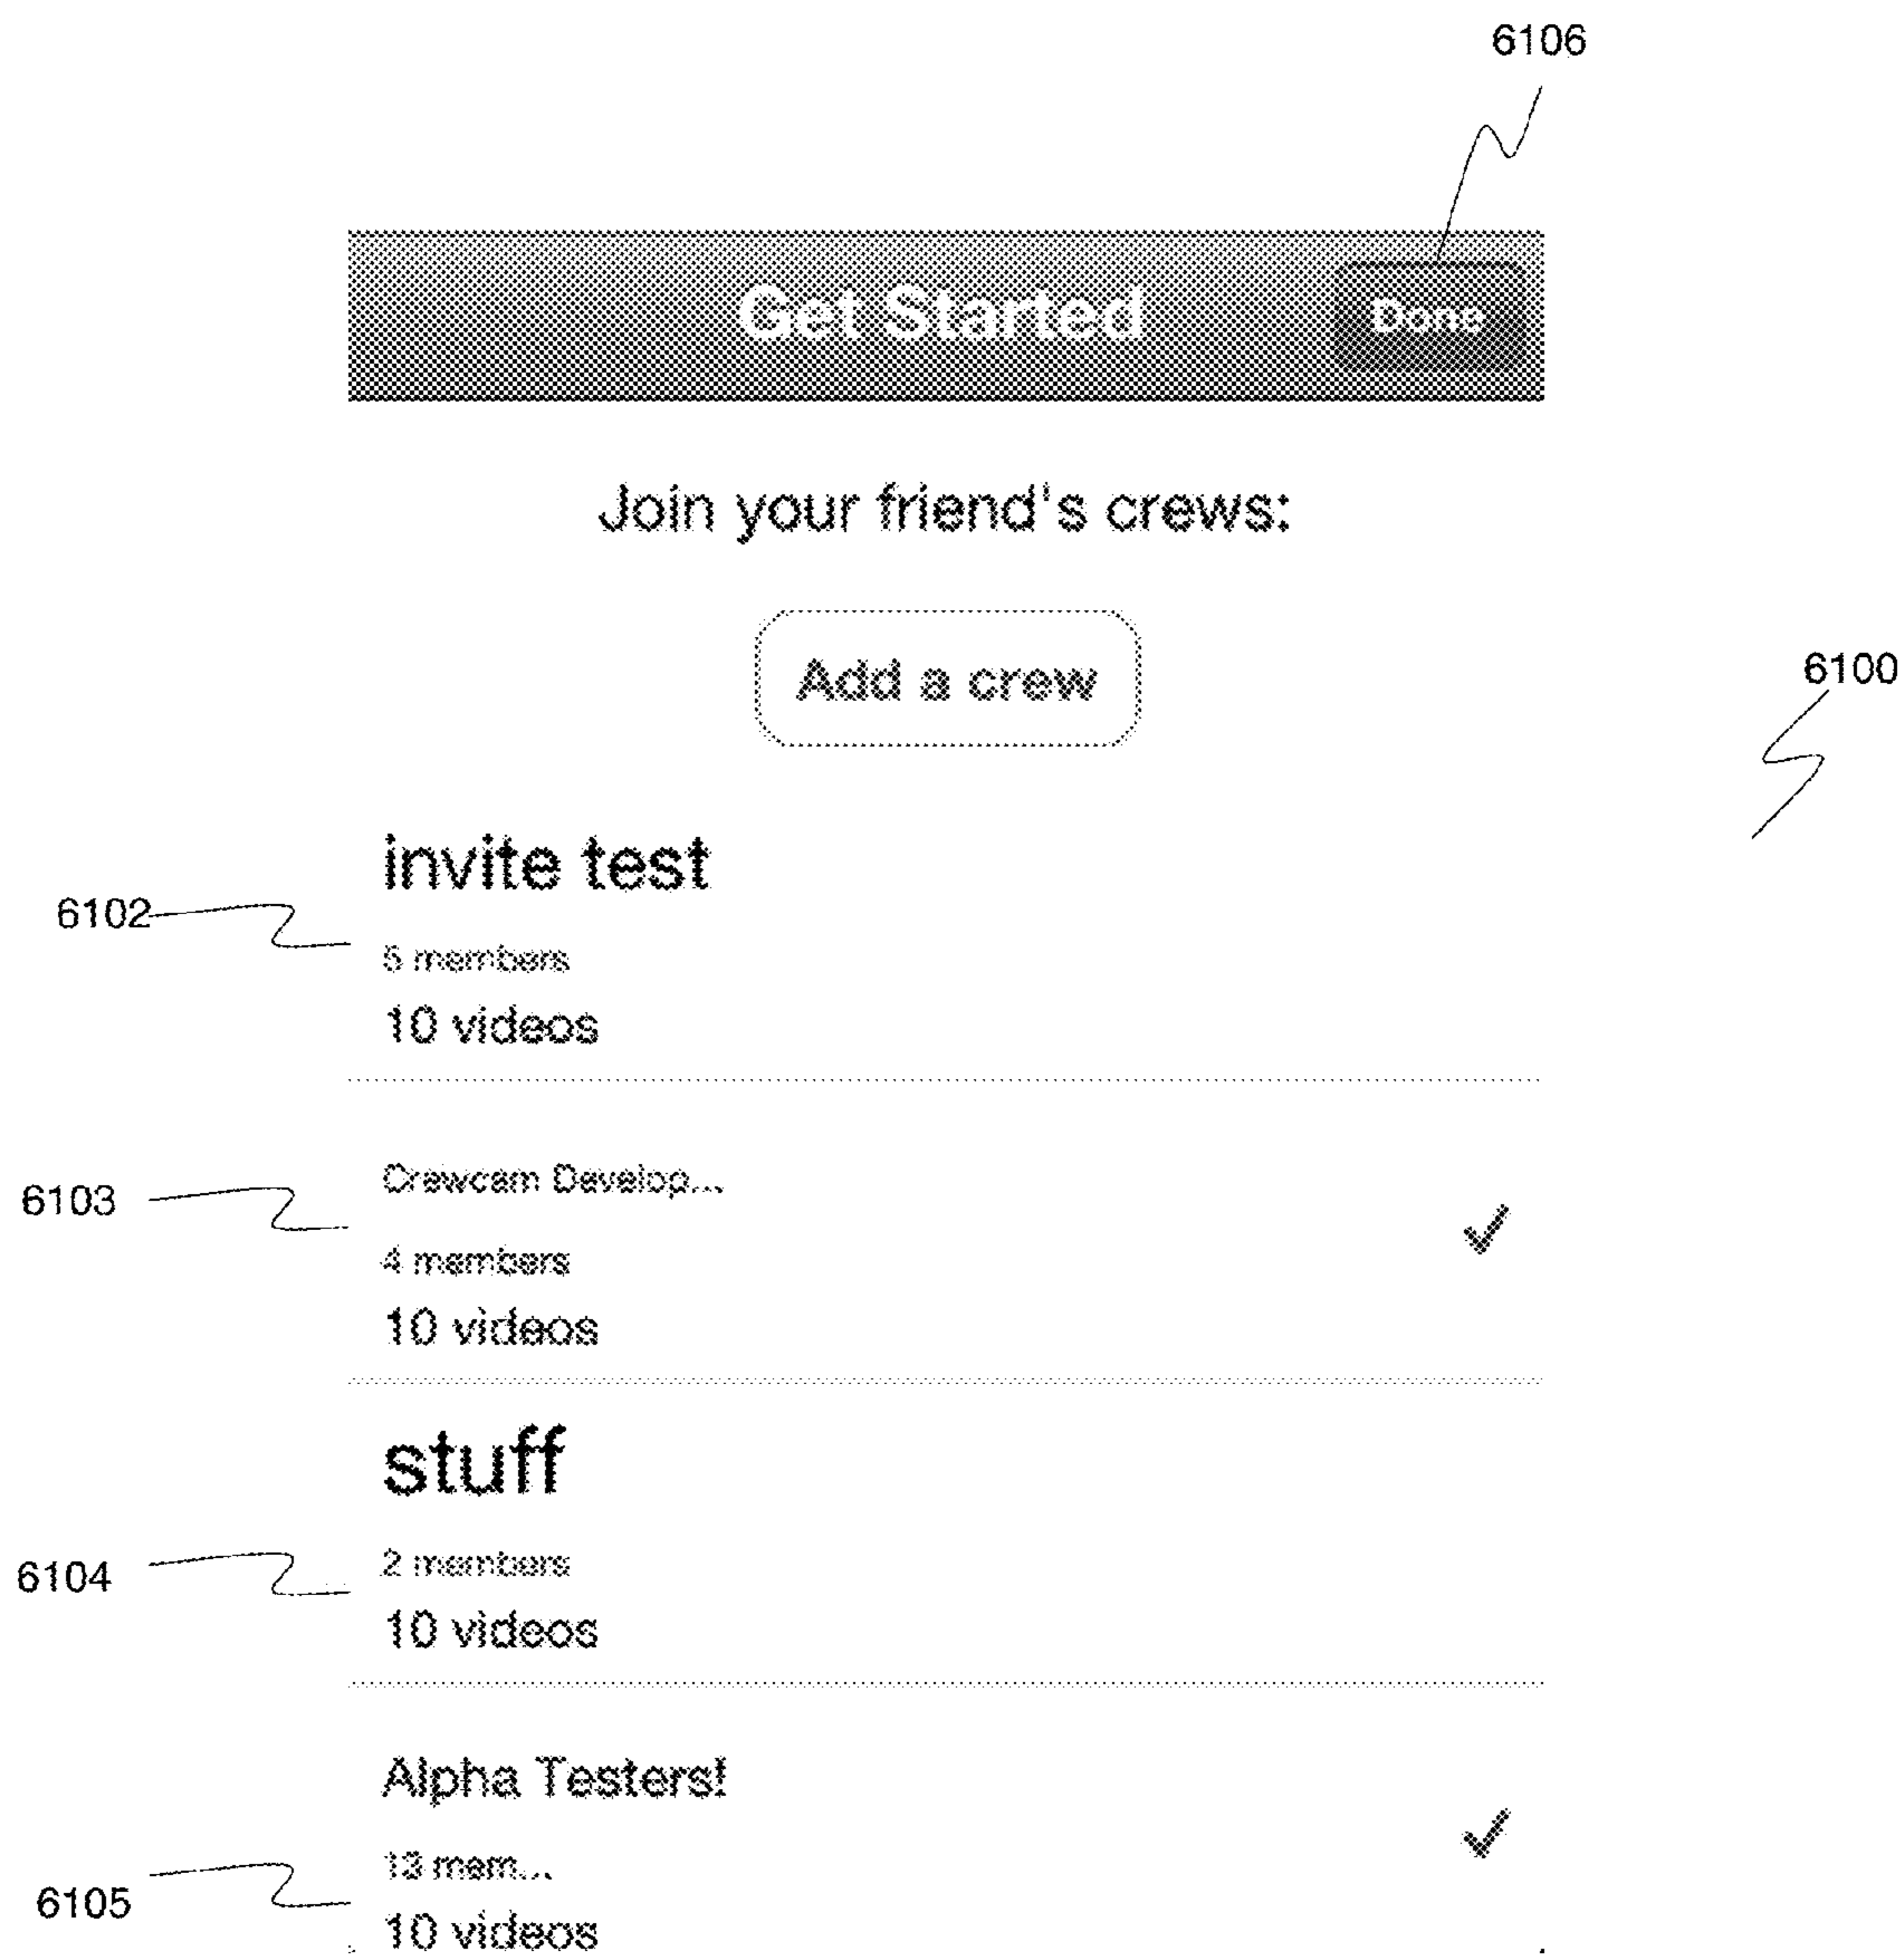 6106
Get Started
Done
Join your friend's crews:
Add a crew
6100
invite test
6102
5 members
10 videos
Crewcam Develop...
6103
4 members
10 videos
stuff
6104
2 members
10 videos
Alpha Testers!
13 mem...
6105
10 videos